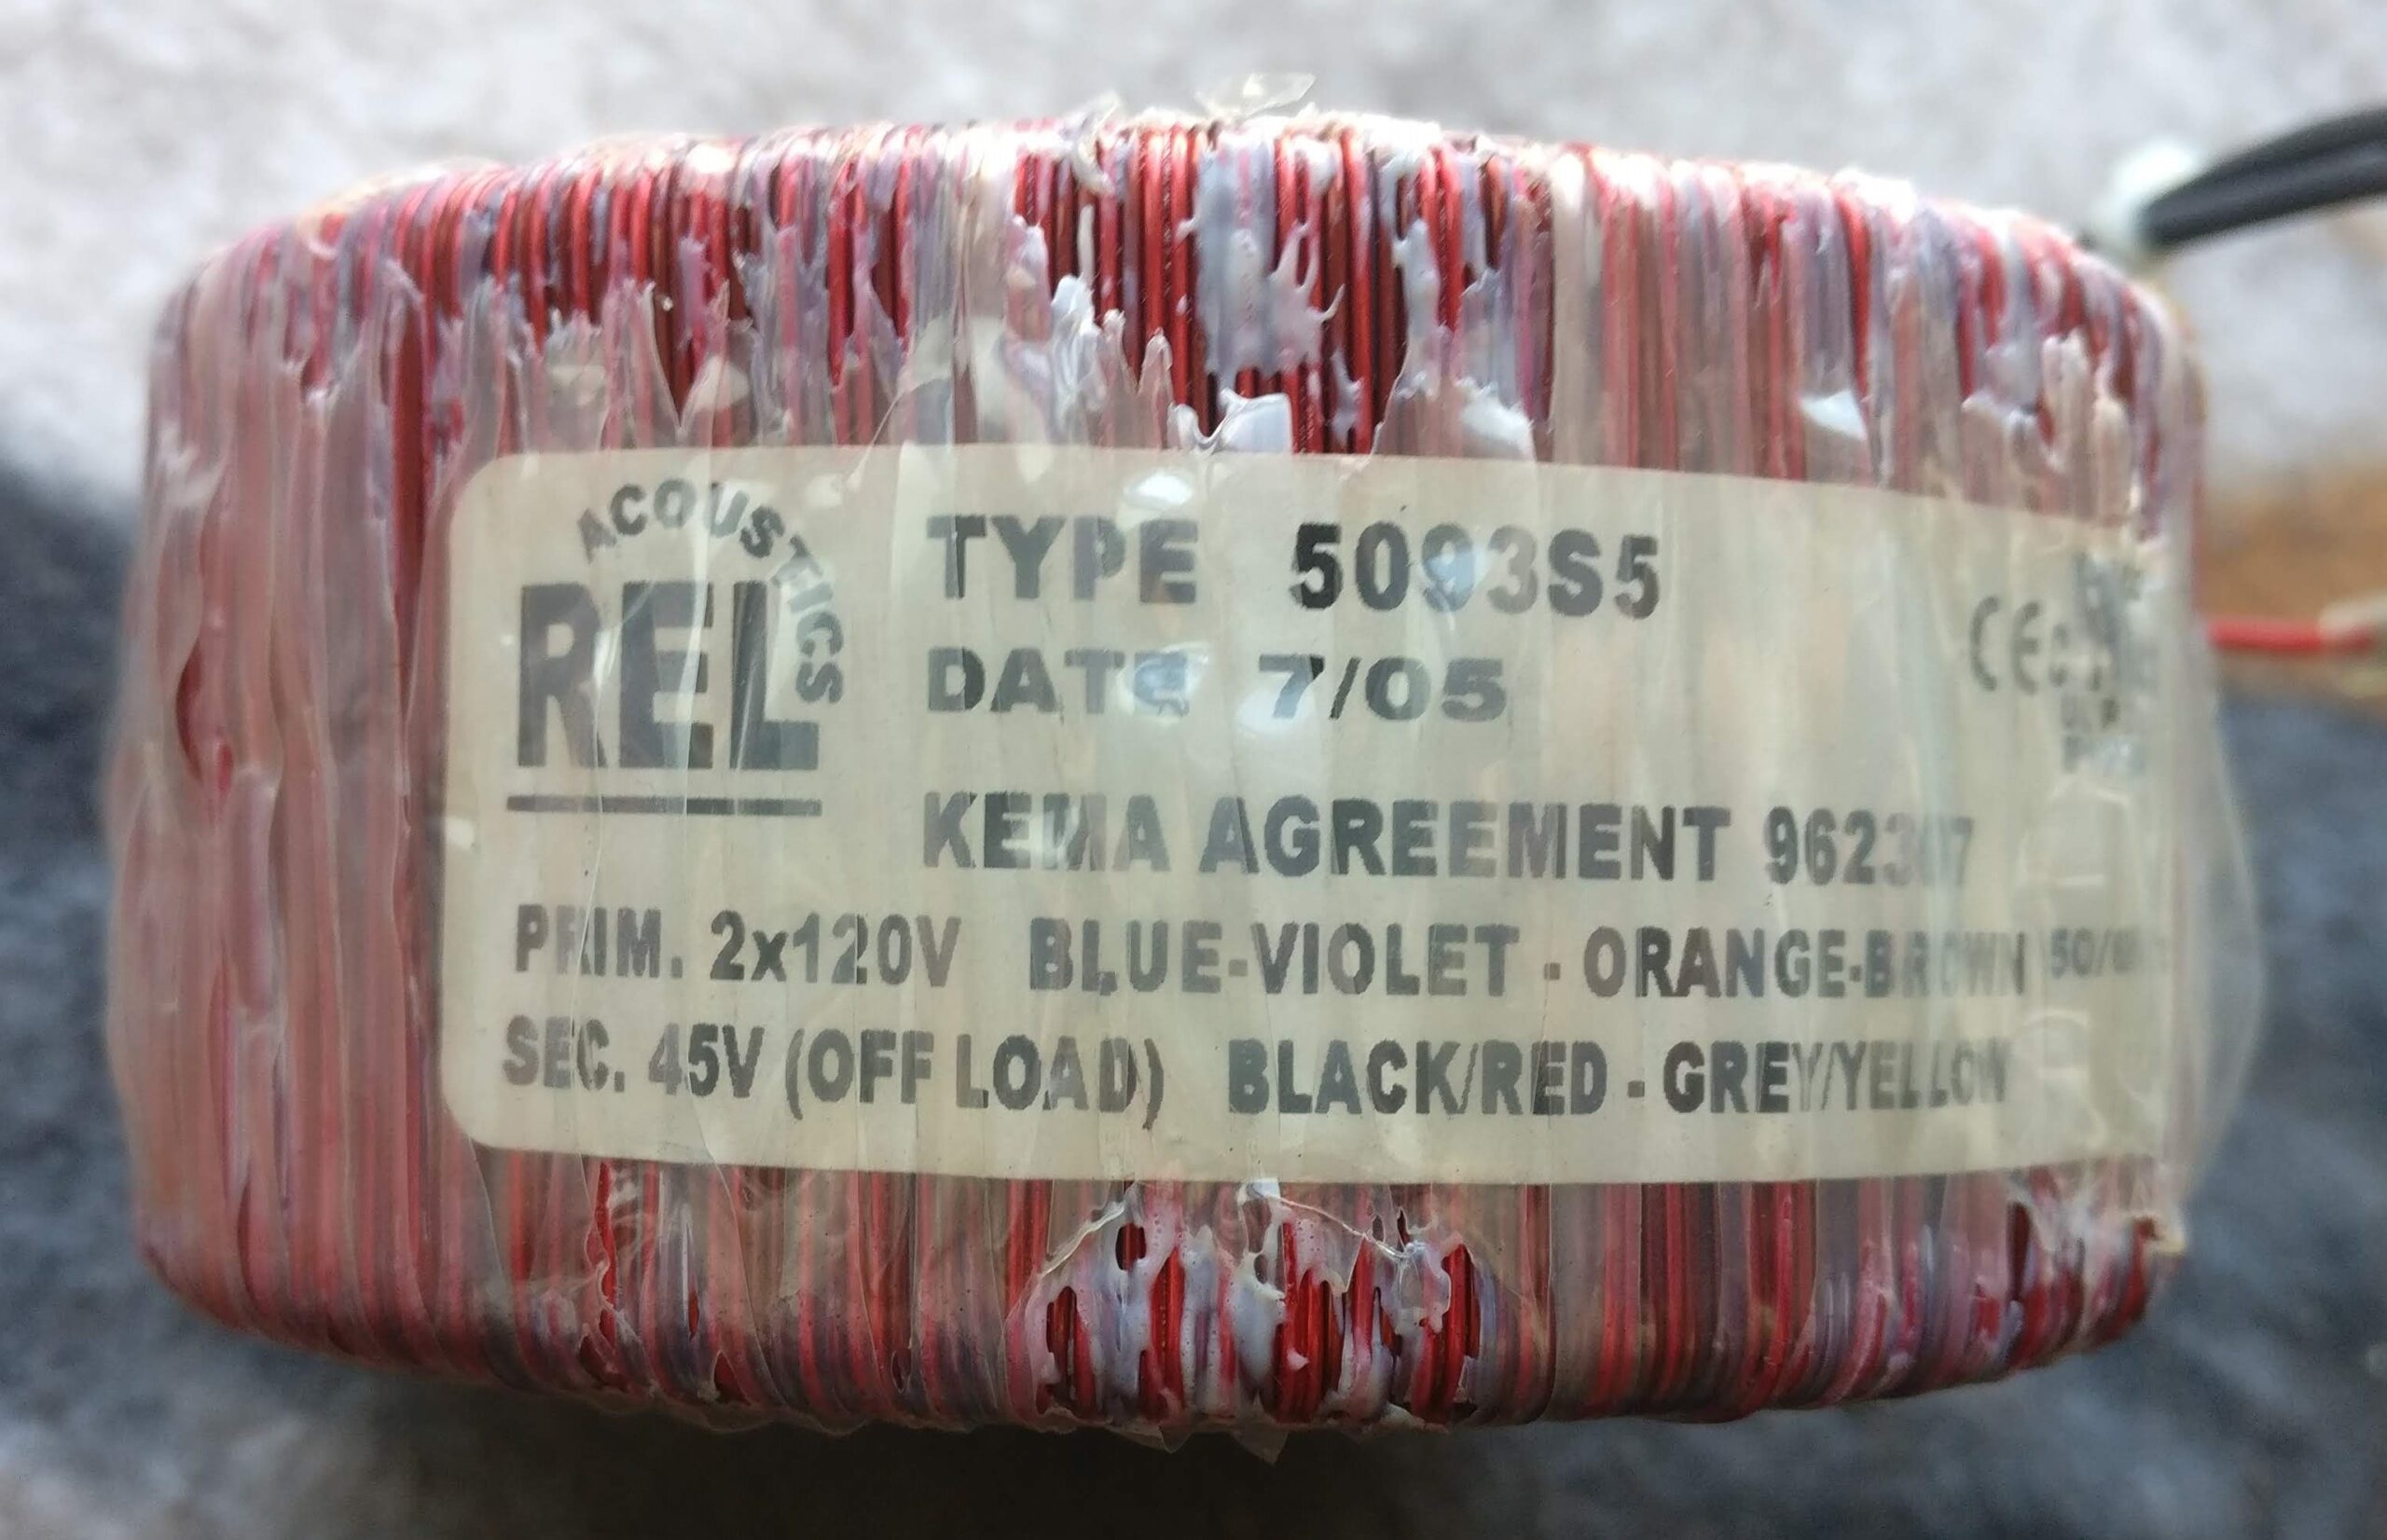 ACOUSTICS
REL
TYPE 5093S5
DATE 7/05
CE
KEMA AGREEMENT
PRIM. 2x120V BLUE-VIOLET - ORANGE-BROWN
SEC. 45V (OFF LOAD) BLACK/RED - GREY/YELLOW